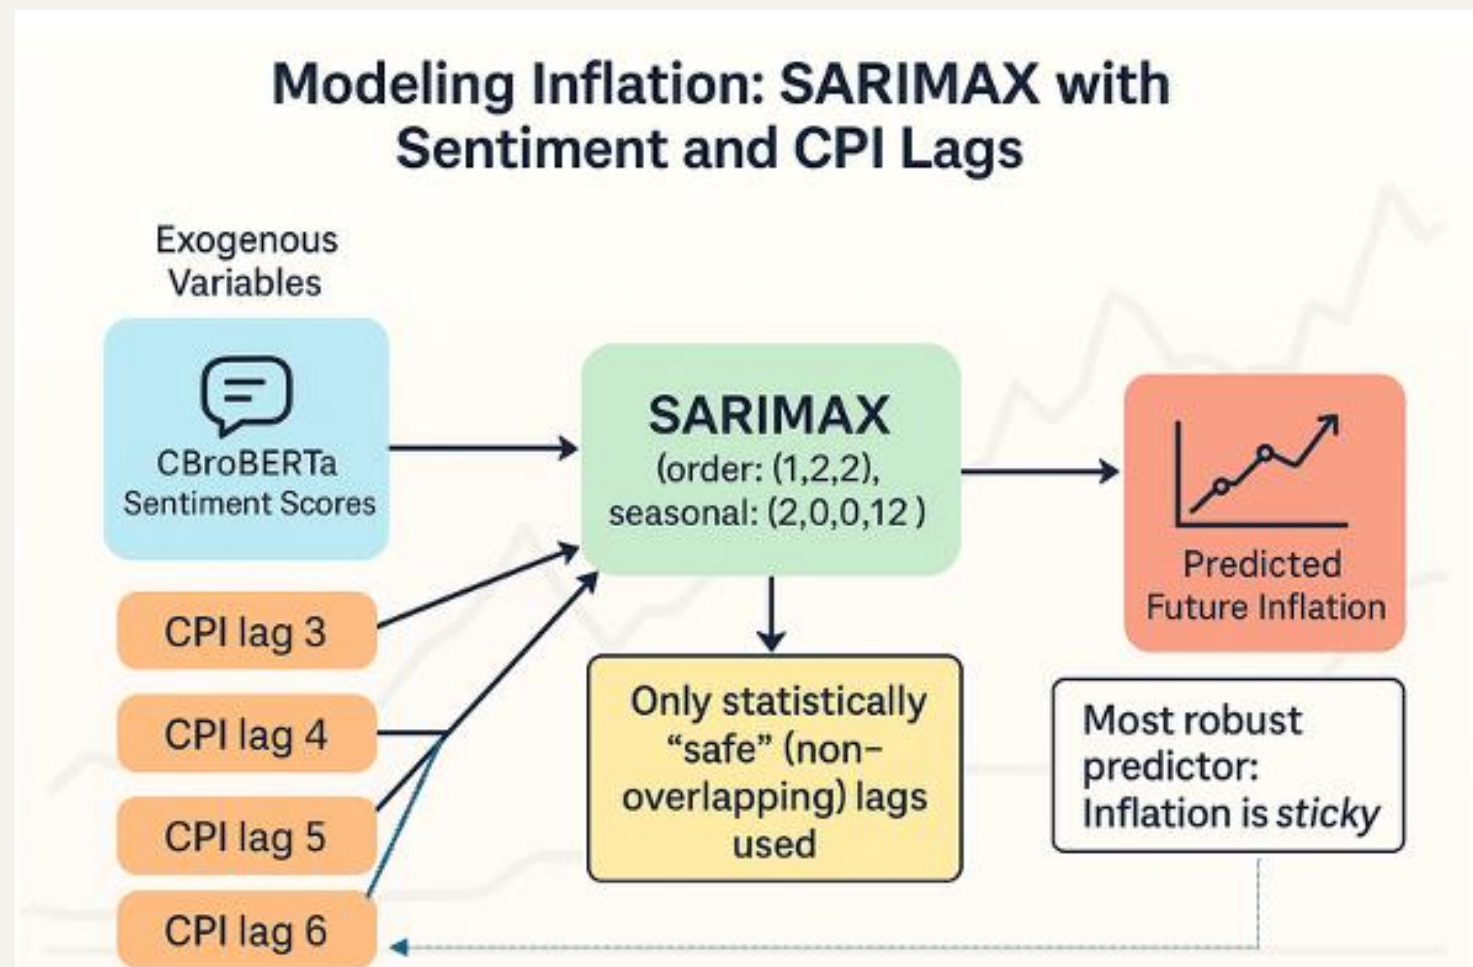 Modeling Inflation: SARIMAX with
Sentiment and CPI Lags
Exogenous
Variables
CBroBERTa
Sentiment Scores
CPI lag 3
CPI lag 4
CPI lag 5
CPI lag 6
SARIMAX
(order: (1,2,2),
seasonal: (2,0,0,12 )
Only statistically
“safe” (non-
overlapping) lags
used
Predicted
Future Inflation
Most robust
predictor:
Inflation is sticky